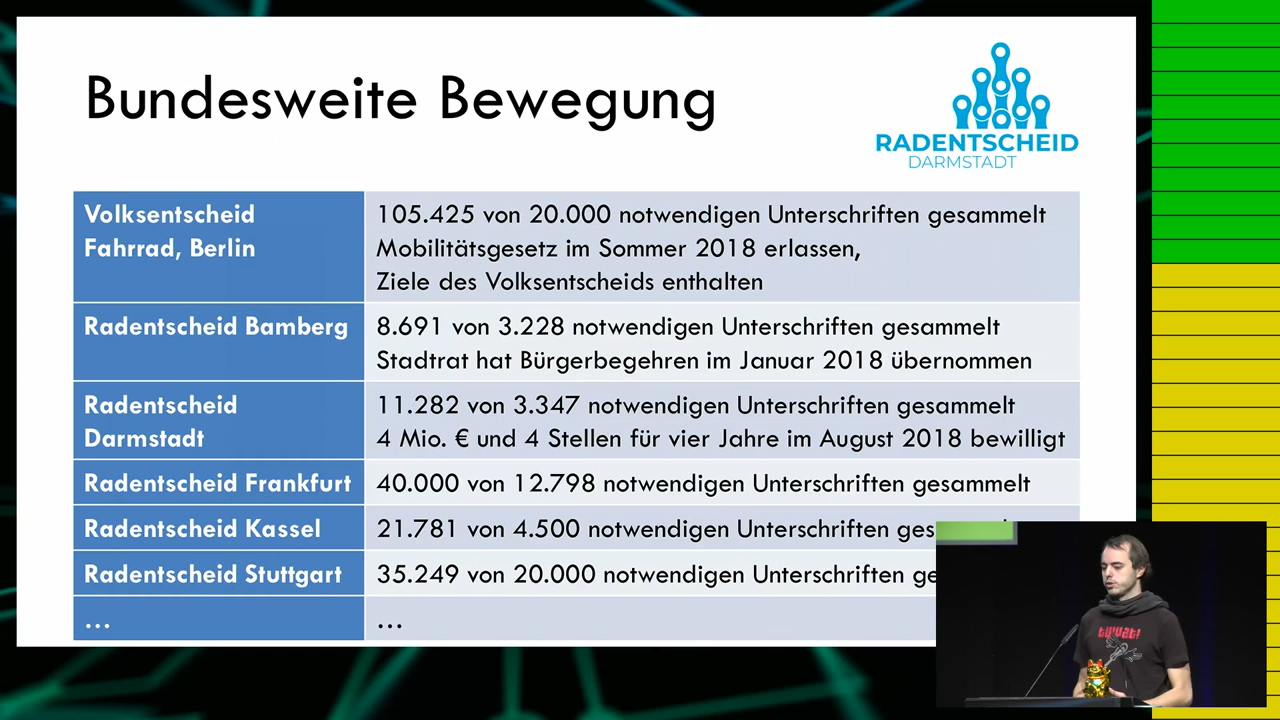 Bundesweite Bewegung
RADENTSCHEID
DARMSTADT
Volksentscheid
Fahrrad, Berlin
105.425 von 20.000 notwendigen Unterschriften gesammelt
Mobilitätsgesetz im Sommer 2018 erlassen,
Ziele des Volksentscheids enthalten
Radentscheid Bamberg
8.691 von 3.228 notwendigen Unterschriften gesammelt
Stadtrat hat Bürgerbegehren im Januar 2018 übernommen
Radentscheid
Darmstadt
11.282 von 3.347 notwendigen Unterschriften gesammelt
4 Mio. € und 4 Stellen für vier Jahre im August 2018 bewilligt
Radentscheid Frankfurt
40.000 von 12.798 notwendigen Unterschriften gesammelt
Radentscheid Kassel
21.781 von 4.500 notwendigen Unterschriften
Radentscheid Stuttgart
35.249 von 20.000 notwendigen Unterschriften
…
…